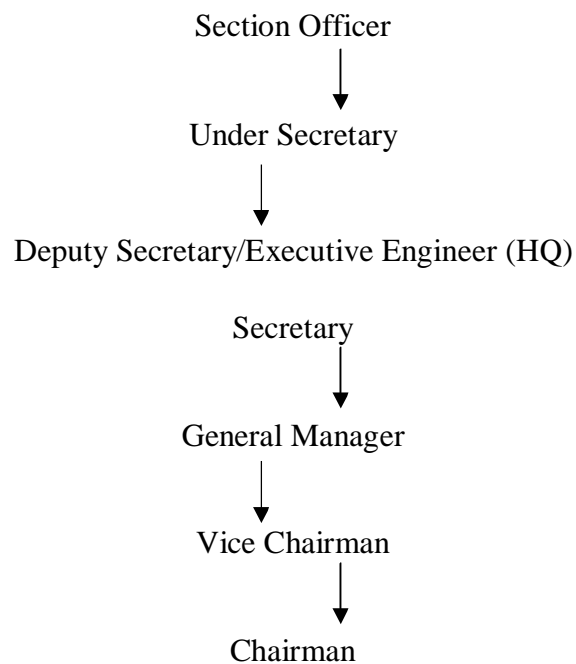 Section Officer
Under Secretary
Deputy Secretary/Executive Engineer (HQ)
Secretary
General Manager
Vice Chairman
Chairman